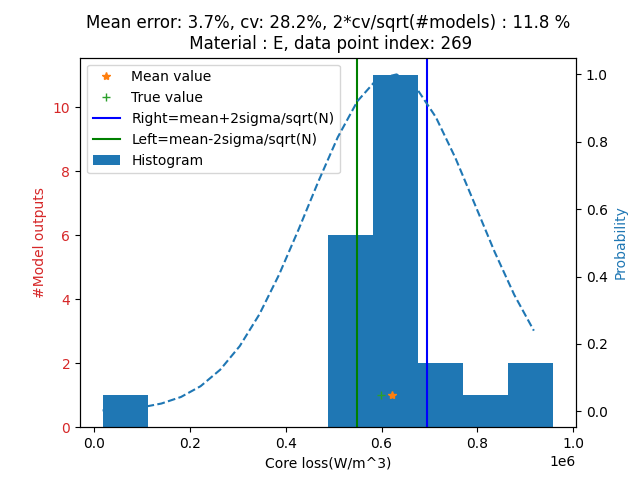 Mean error: 3.7%, cv: 28.2%, 2*cv/sqrt(#models) : 11.8 %
Material : E, data point index: 269
Mean value
True value
Right=mean+2sigma/sqrt(N)
Left=mean-2sigma/sqrt(N)
Histogram
#Model outputs
10
8
6
4
2
0
1.0
0.8
0.6
0.4
0.2
0.0
Probability
0.0 0.2 0.4 0.6 0.8 1.0
1e6
Core loss(W/m^3)